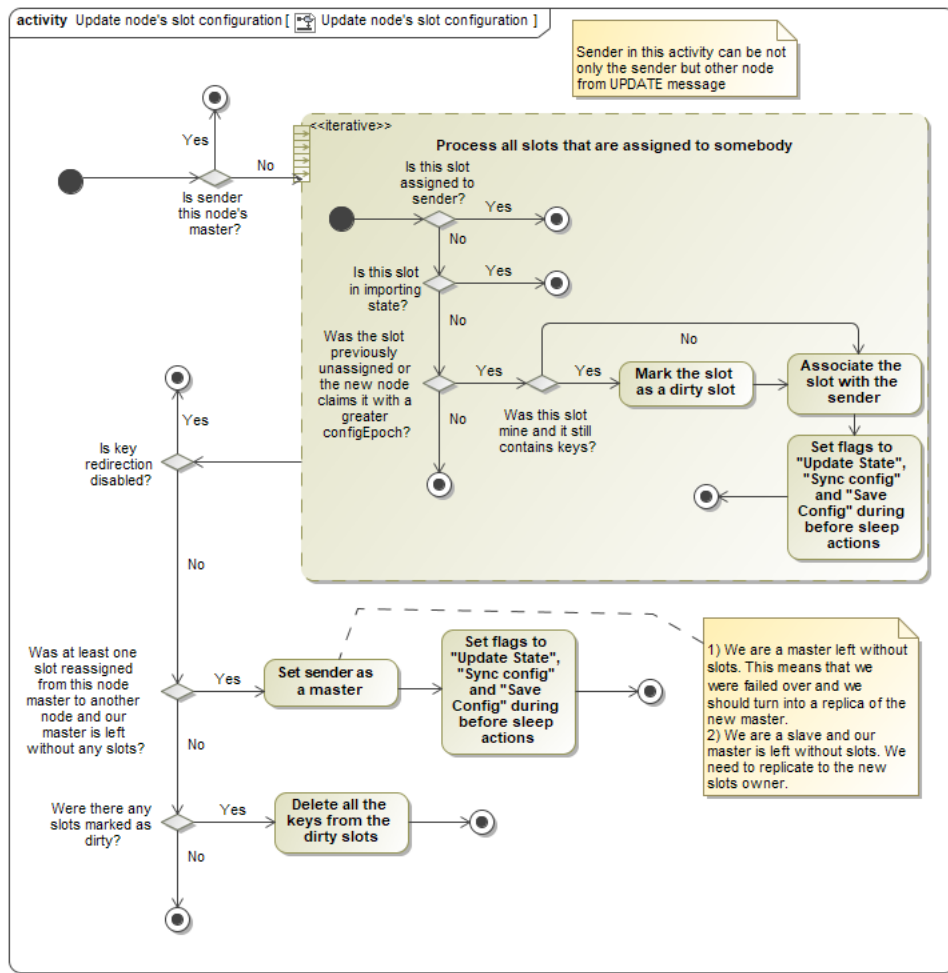 activity Update node's slot configuration [ Update node's slot configuration ]
Sender in this activity can be not
only the sender but other node
from UPDATE message
<<iterative>>
Process all slots that are assigned to somebody
Yes
No
Is sender
this node's
master?
Is this slot
assigned to
sender?
Yes
No
Is this slot
in importing
state?
Yes
No
Was the slot
previously
unassigned or
the new node
claims it with a
greater
configEpoch?
Yes
No
Was this slot
mine and it still
contains keys?
No
Yes
Mark the slot
as a dirty slot
Associate the
slot with the
sender
Set flags to
"Update State",
"Sync config"
and "Save
Config" during
before sleep
actions
Yes
Is key
redirection
disabled?
No
Was at least one
slot reassigned
from this node
master to another
node and our
master is left
without any slots?
Yes
Set sender as
a master
Set flags to
"Update State",
"Sync config"
and "Save
Config" during
before sleep
actions
1) We are a master left without
slots. This means that we
were failed over and we
should turn into a replica of the
new master.
2) We are a slave and our
master is left without slots. We
need to replicate to the new
slots owner.
No
Were there any
slots marked as
dirty?
Yes
Delete all the
keys from the
dirty slots
No